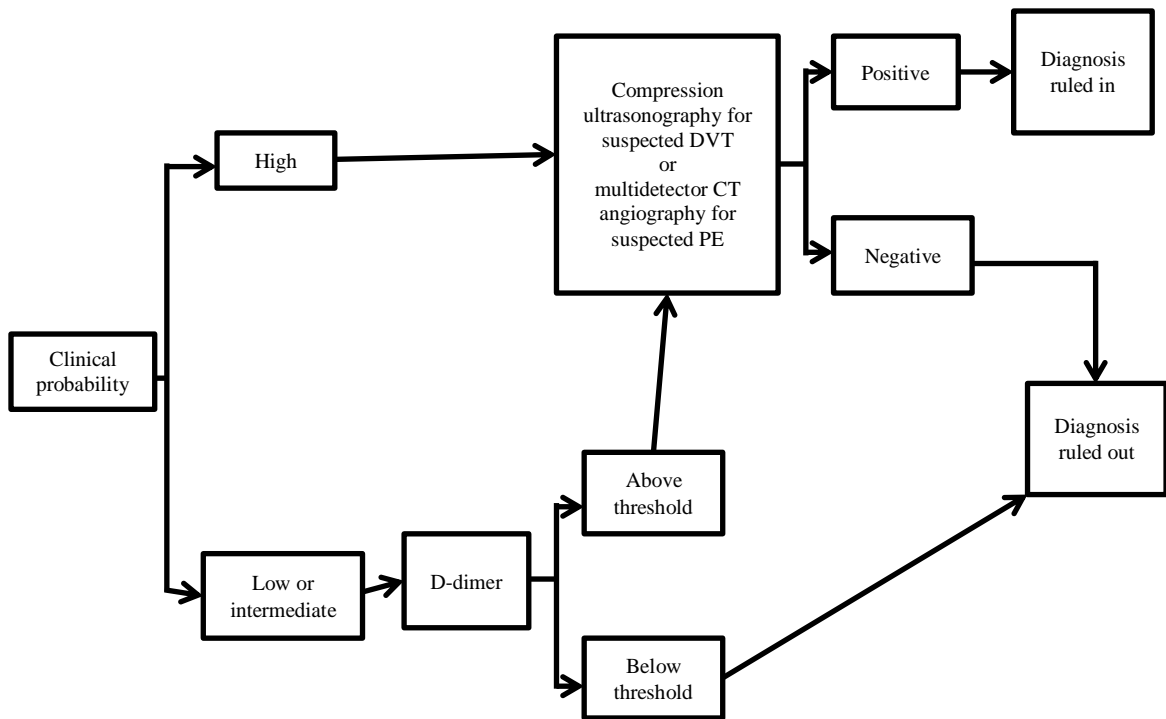 Clinical
probability
High
Low or
intermediate
D-dimer
Above
threshold
Below
threshold
Compression
ultrasonography for
suspected DVT
or
multidetector CT
angiography for
suspected PE
Positive
Negative
Diagnosis
ruled in
Diagnosis
ruled out